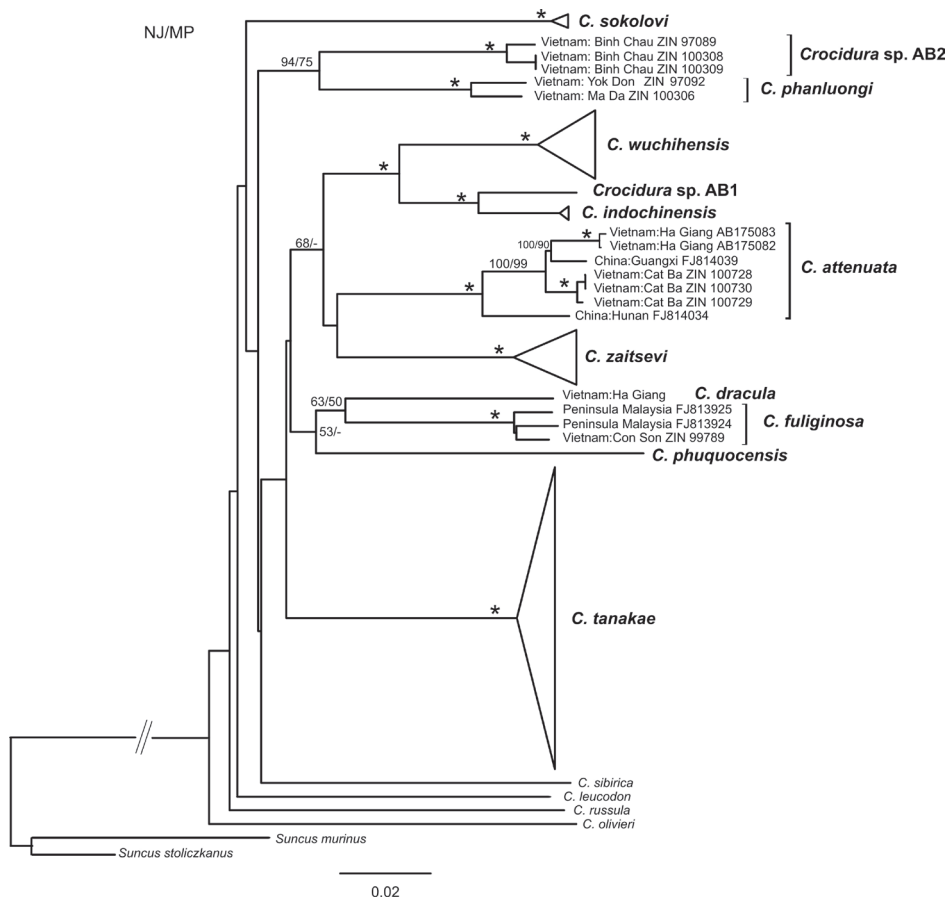 NJ/MP
* C. sokolovi
94/75
* Vietnam: Binh Chau ZIN 97089
Vietnam: Binh Chau ZIN 100308
Vietnam: Binh Chau ZIN 100309
Crocidura sp. AB2
* Vietnam: Yok Don ZIN 97092
Vietnam: Ma Da ZIN 100306
C. phanluongi
* C. wuchihensis
*
Crocidura sp. AB1
* C. indochinensis
68/-
* Vietnam:Ha Giang AB175083
Vietnam:Ha Giang AB175082
100/90
China:Guangxi FJ814039
100/99
C. attenuata
Vietnam:Cat Ba ZIN 100728
* Vietnam:Cat Ba ZIN 100730
Vietnam:Cat Ba ZIN 100729
* China:Hunan FJ814034
* C. zaitsevi
Vietnam:Ha Giang C. dracula
63/50
Peninsula Malaysia FJ813925
* Peninsula Malaysia FJ813924
C. fuliginosa
53/-
Vietnam:Con Son ZIN 99789
C. phuquocensis
* C. tanakae
C. sibirica
C. leucodon
C. russula
C. olivieri
Suncus murinus
Suncus stoliczkanus
0.02